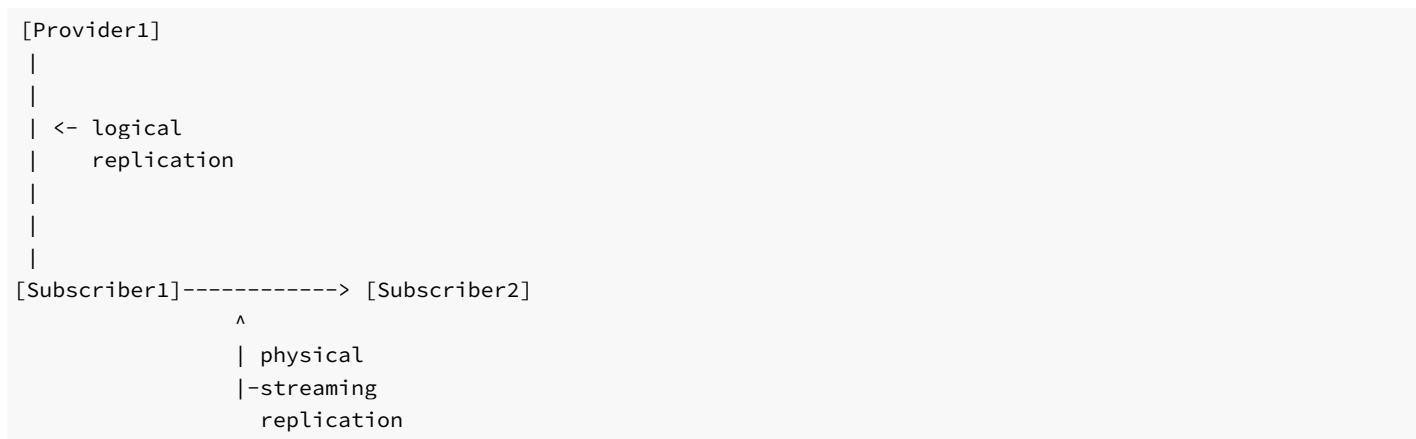 [Provider1]
|
|
| <- logical
| replication
|
|
|
[Subscriber1]------------> [Subscriber2]
^
| physical
|-streaming
replication